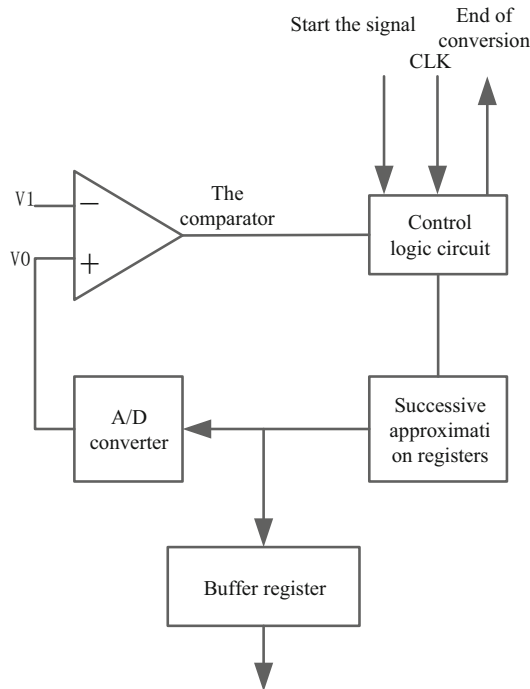 Start the signal
End of
conversion
CLK
V1
−
The
comparator
V0
+
Control
logic circuit
A/D
converter
Successive
approximati
on registers
Buffer register